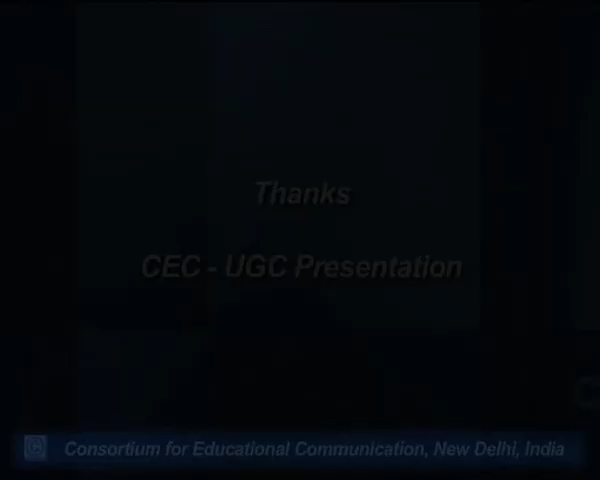 Thanks
CEC - UGC Presentation
Consortium for Educational Communication, New Delhi, India